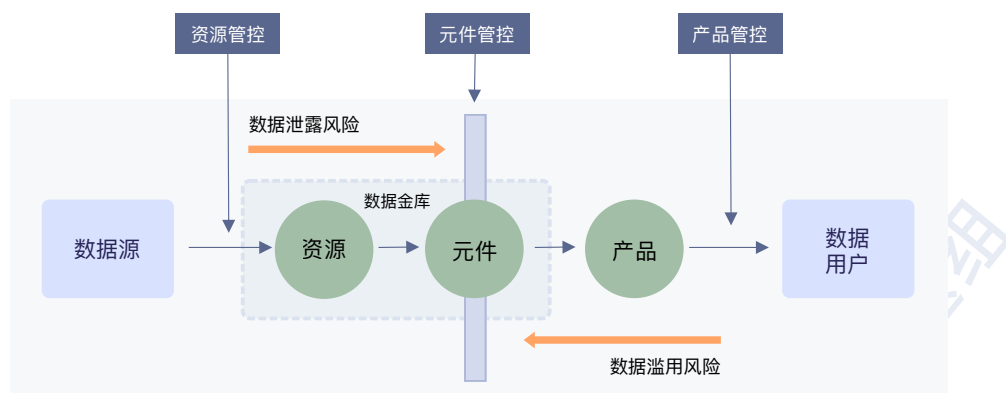 资源管控
元件管控
产品管控
数据泄露风险
数据金库
数据源
资源
元件
产品
数据
用户
数据滥用风险
组